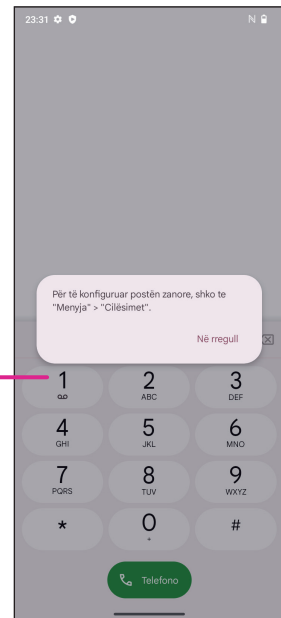 23:31
Për të konfiguruar postën zanore, shko te
"Menyja" > "Cilësimet".
Në rregull
1 2 3
ABC DEF
4 5 6
GHI JKL MNO
7 8 9
PQRS TUV WXYZ
* 0 #
+
Telefono